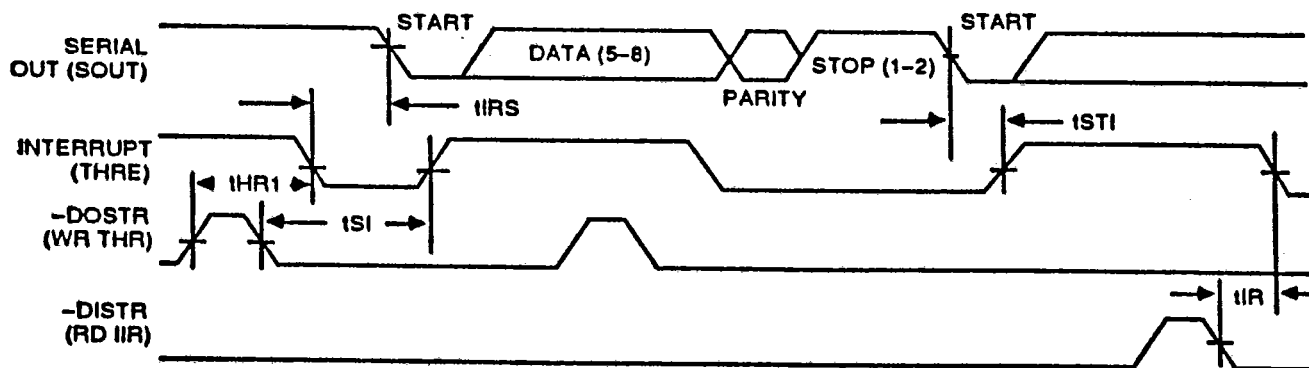 START
START
SERIAL
OUT (SOUT)
DATA (5–8)
PARITY
STOP (1–2)
tIRS
tSTI
INTERRUPT
(THRE)
tHR1
–DOSTR
(WR THR)
tSI
–DISTR
(RD IIR)
tIR